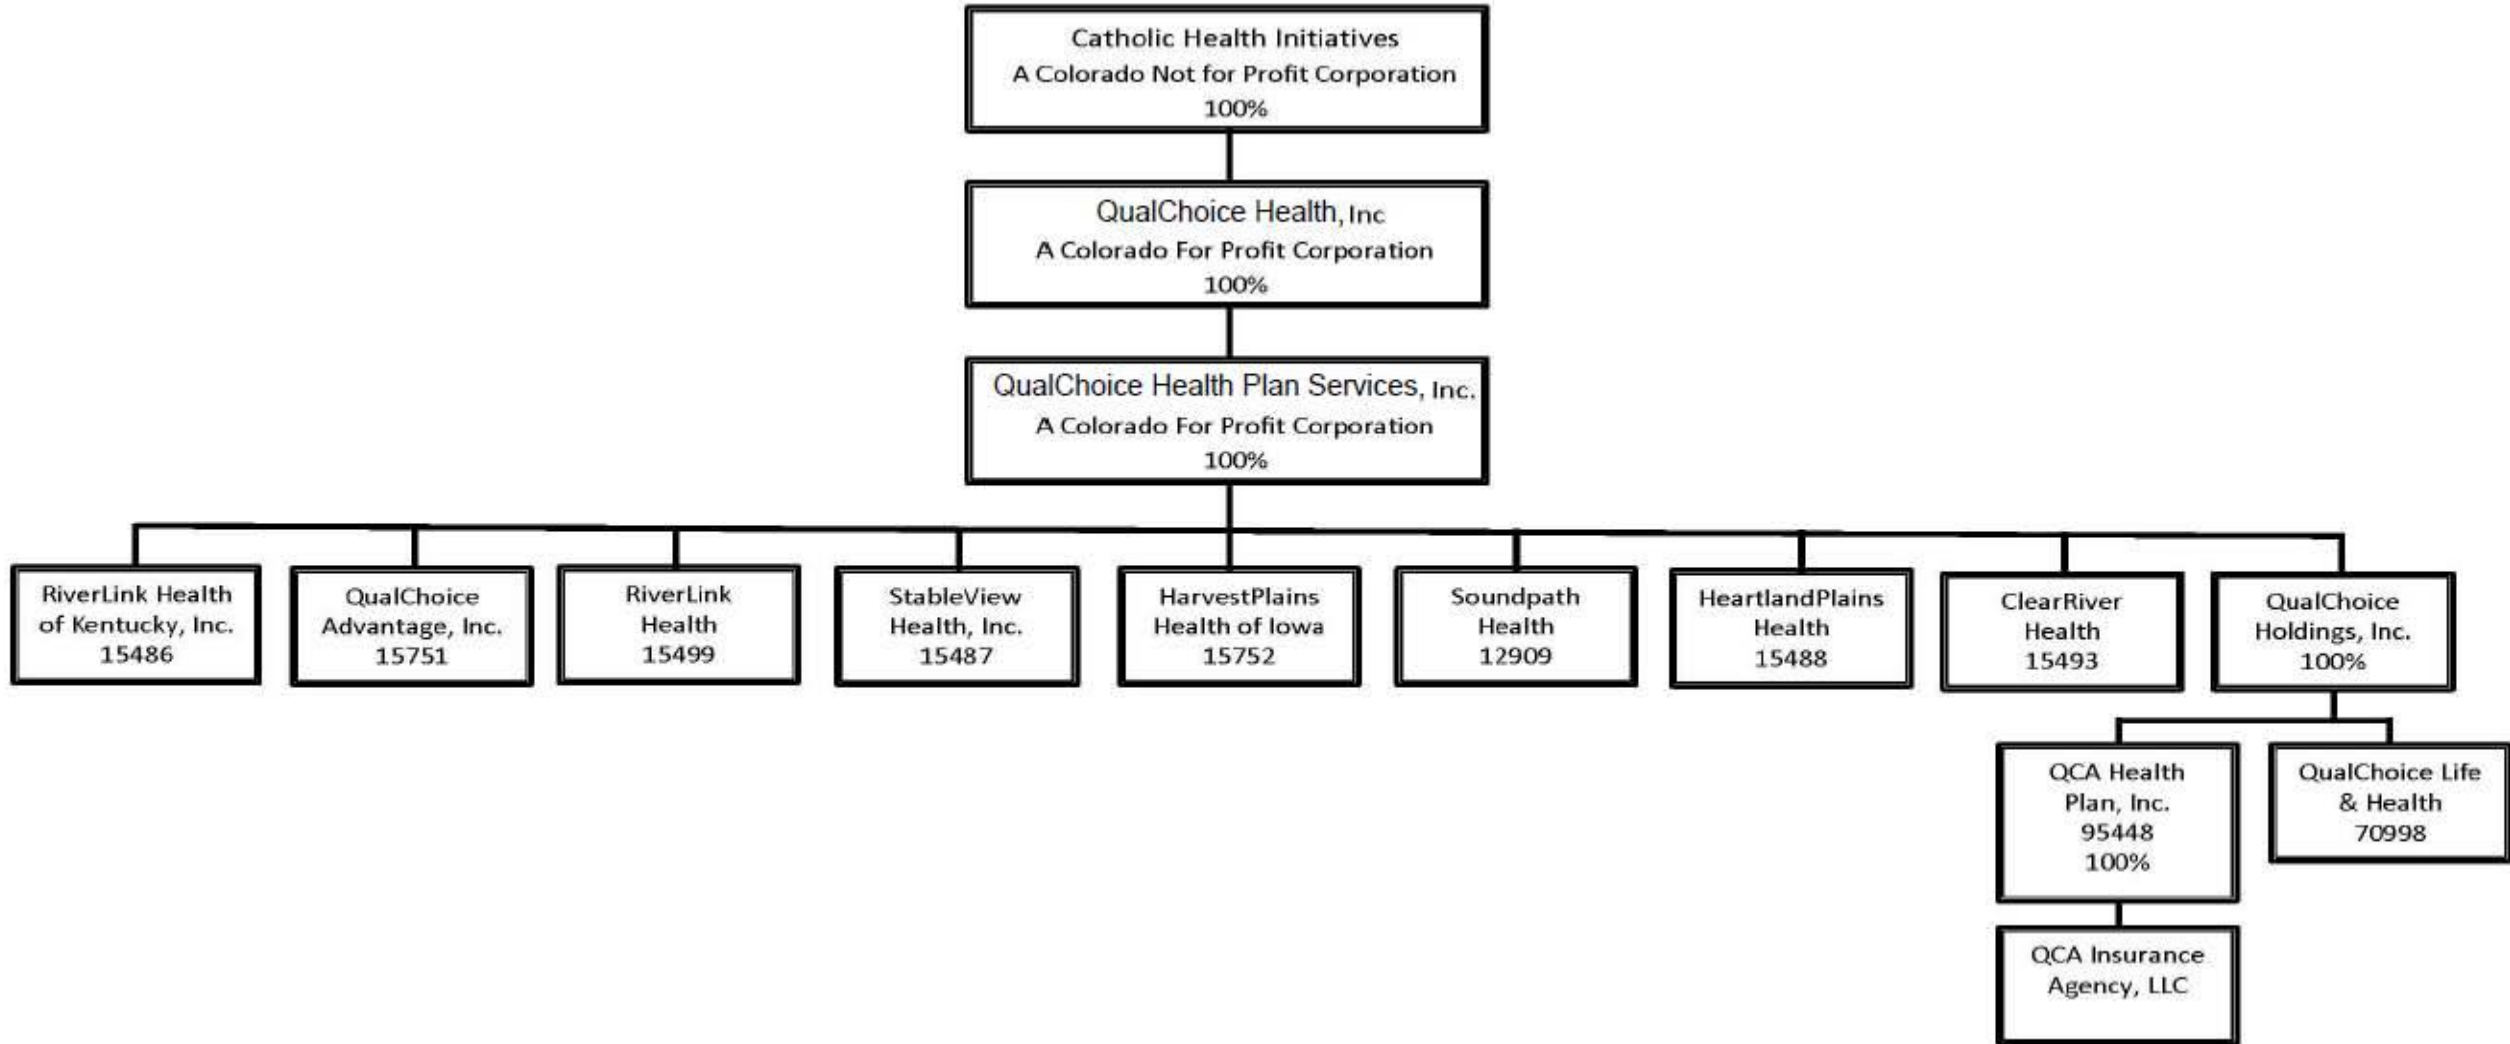 Catholic Health Initiatives
A Colorado Not for Profit Corporation
100%
QualChoice Health, Inc
A Colorado For Profit Corporation
100%
QualChoice Health Plan Services, Inc.
A Colorado For Profit Corporation
100%
RiverLink Health
of Kentucky, Inc.
15486
QualChoice
Advantage, Inc.
15751
RiverLink
Health
15499
StableView
Health, Inc.
15487
HarvestPlains
Health of Iowa
15752
Soundpath
Health
12909
HeartlandPlains
Health
15488
ClearRiver
Health
15493
QualChoice
Holdings, Inc.
100%
QCA Health
Plan, Inc.
95448
100%
QualChoice Life
& Health
70998
QCA Insurance
Agency, LLC